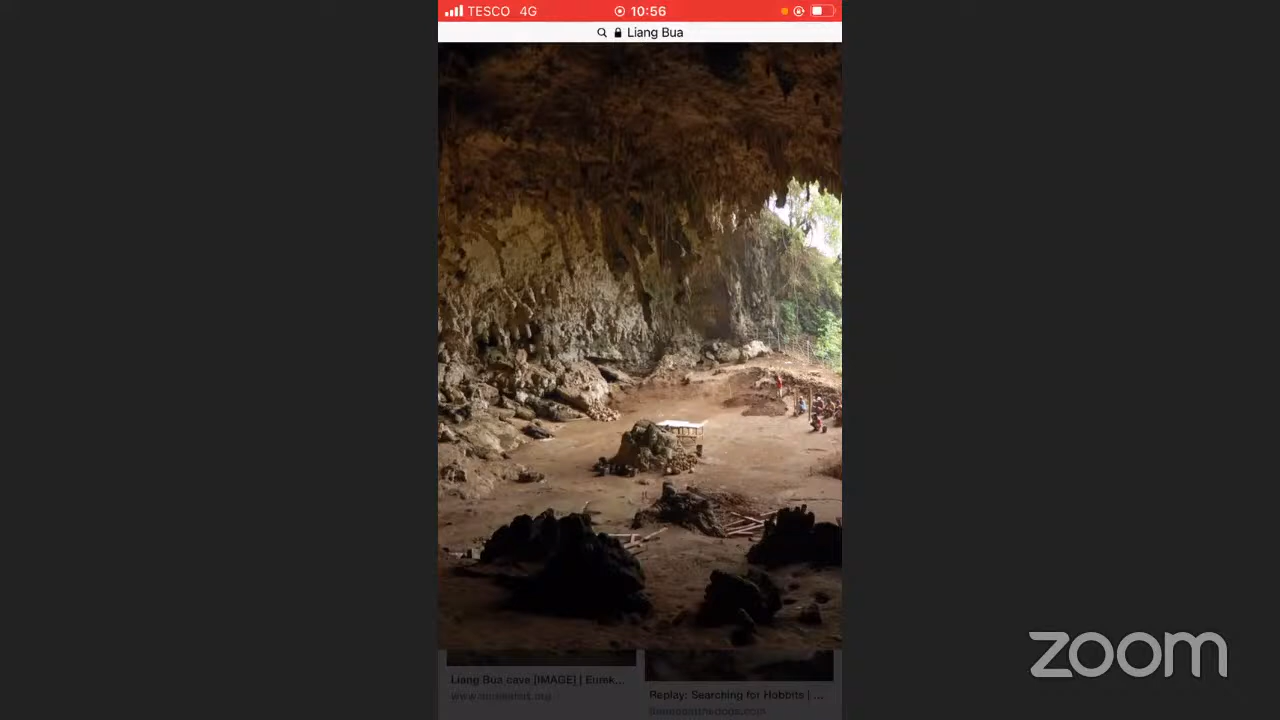 TESCO 4G 10:56
Liang Bua
Liang Bua cave [IMAGE] | Eurek...
Replay: Searching for Hobbits | ...
zoom